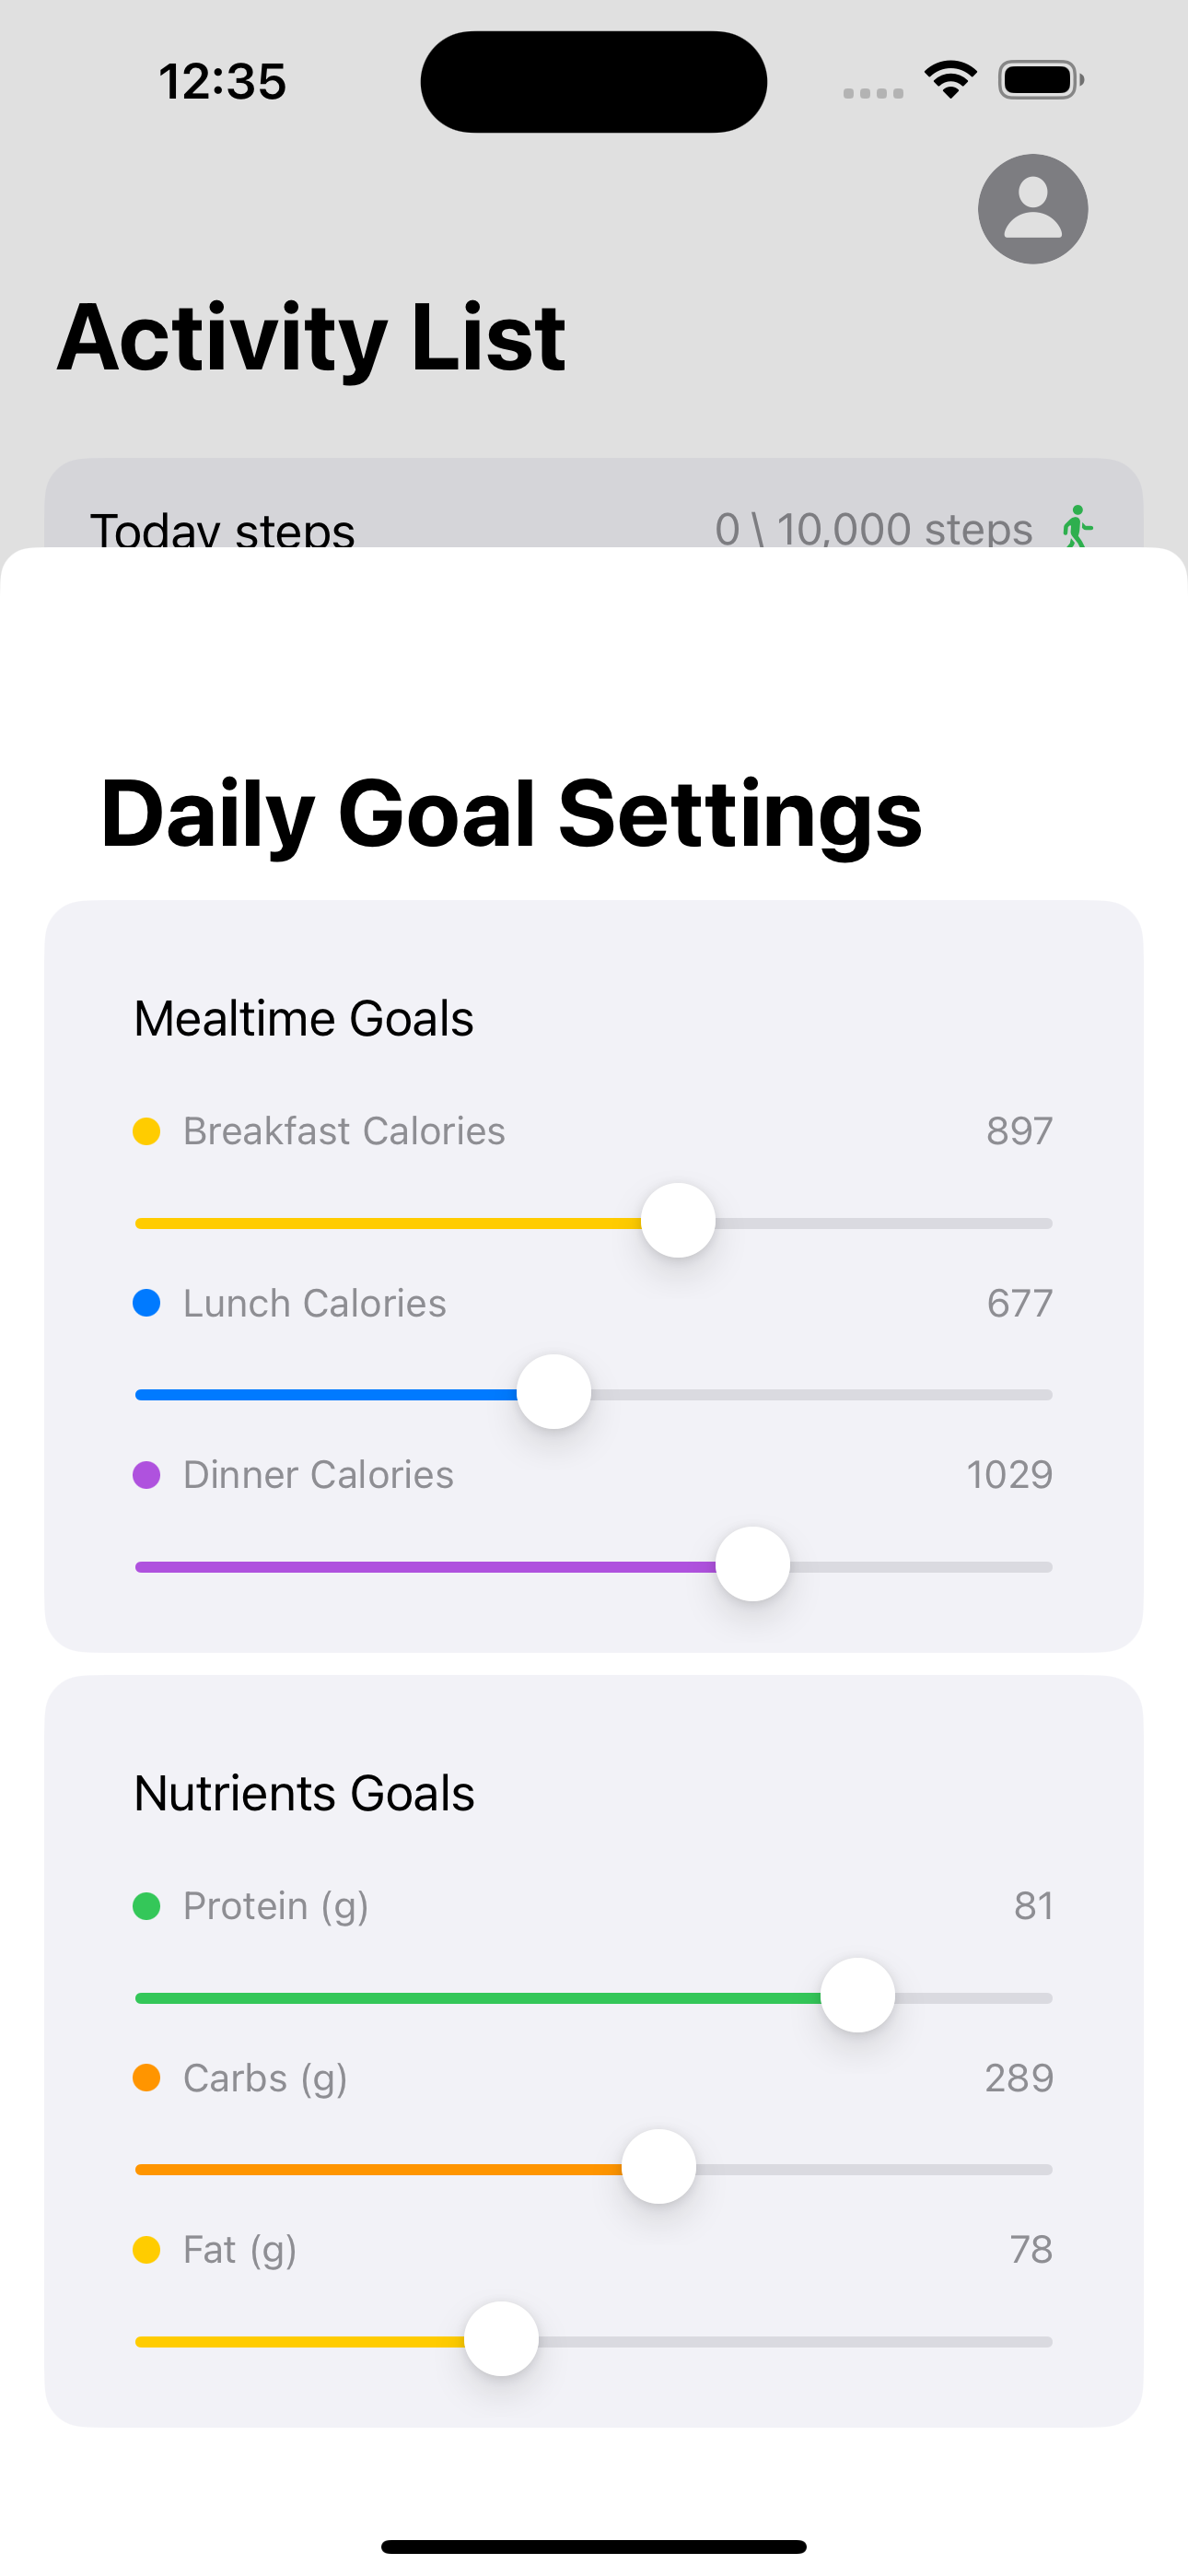 12:35
Activity List
Today steps 0 \ 10,000 steps
Daily Goal Settings
Mealtime Goals
Breakfast Calories 897
Lunch Calories 677
Dinner Calories 1029
Nutrients Goals
Protein (g) 81
Carbs (g) 289
Fat (g) 78